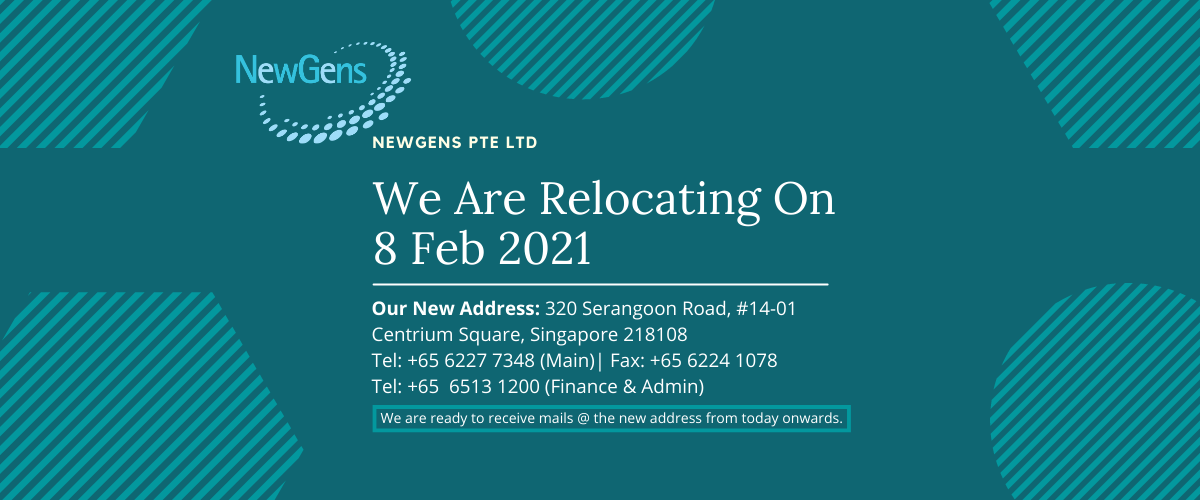 NewGens
NEWGENS PTE LTD
We Are Relocating On
8 Feb 2021
Our New Address: 320 Serangoon Road, #14-01
Centrium Square, Singapore 218108
Tel: +65 6227 7348 (Main)| Fax: +65 6224 1078
Tel: +65  6513 1200 (Finance & Admin)
We are ready to receive mails @ the new address from today onwards.